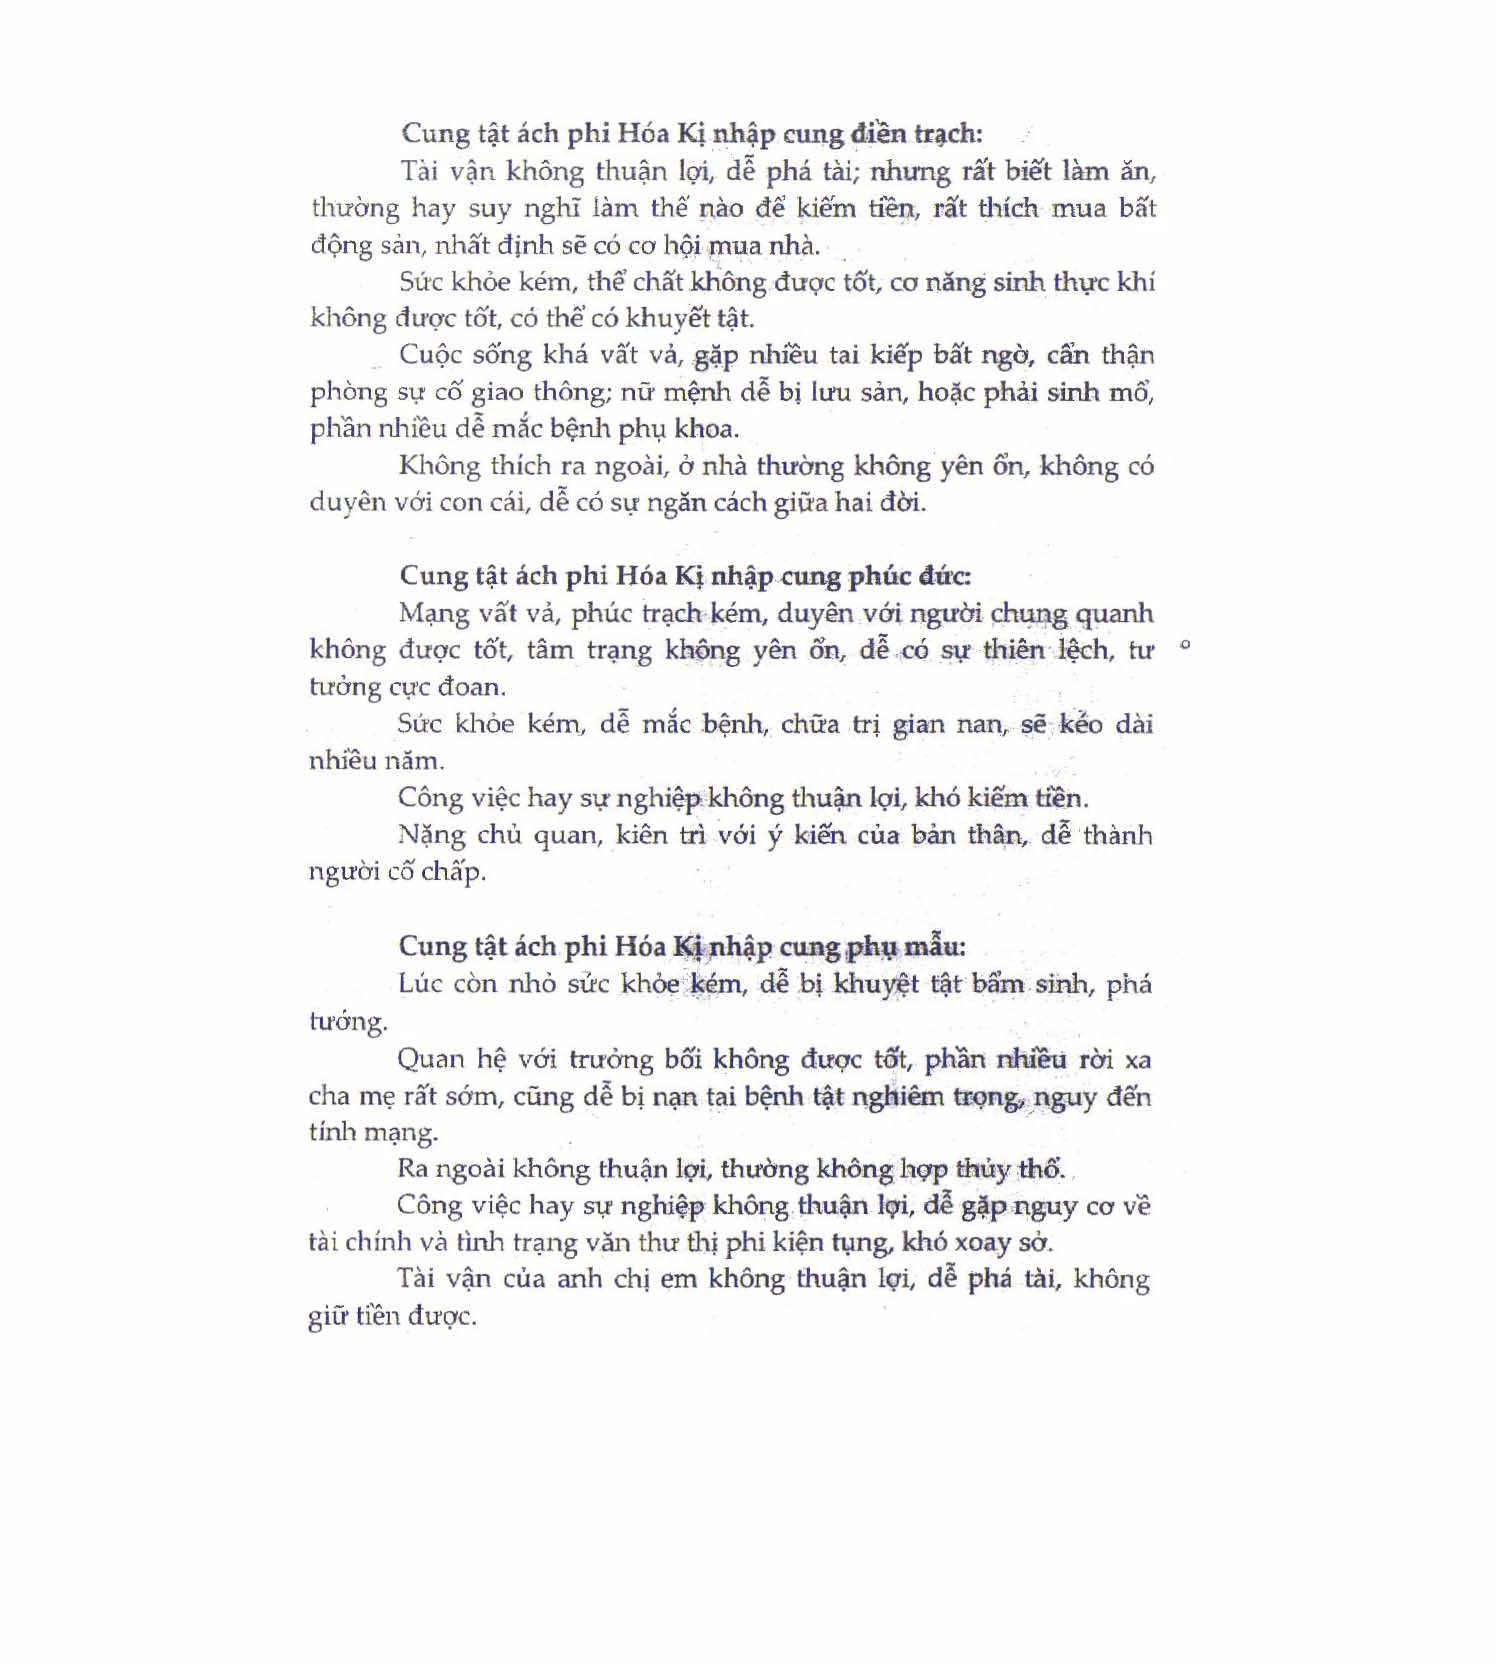 Cung tật ách phi Hóa Kị nhập cung điền trạch:
Tài vận không thuận lợi, dễ phá tài; nhưng rất biết làm ăn,
thường hay suy nghĩ làm thế nào để kiếm tiền, rất thích mua bất
động sản, nhất định sẽ có cơ hội mua nhà.
Sức khỏe kém, thể chất không được tốt, cơ năng sinh thực khí
không được tốt, có thể có khuyết tật.
Cuộc sống khá vất vả, gặp nhiều tai kiếp bất ngờ, cẩn thận
phòng sự cố giao thông; nữ mệnh dễ bị lưu sản, hoặc phải sinh mổ,
phần nhiều dễ mắc bệnh phụ khoa.
Không thích ra ngoài, ở nhà thường không yên ổn, không có
duyên với con cái, dễ có sự ngăn cách giữa hai đời.
Cung tật ách phi Hóa Kị nhập cung phúc đức:
Mạng vất vả, phúc trạch kém, duyên với người chung quanh
không được tốt, tâm trạng không yên ổn, dễ có sự thiên lệch, tư
tưởng cực đoan.
Sức khỏe kém, dễ mắc bệnh, chữa trị gian nan, sẽ kéo dài
nhiều năm.
Công việc hay sự nghiệp không thuận lợi, khó kiếm tiền.
Nặng chủ quan, kiên trì với ý kiến của bản thân, dễ thành
người cố chấp.
Cung tật ách phi Hóa Kị nhập cung phụ mẫu:
Lúc còn nhỏ sức khỏe kém, dễ bị khuyệt tật bẩm sinh, phá
tướng.
Quan hệ với trưởng bối không được tốt, phần nhiều rời xa
cha mẹ rất sớm, cũng dễ bị nạn tai bệnh tật nghiêm trọng, nguy đến
tính mạng.
Ra ngoài không thuận lợi, thường không hợp thủy thổ.
Công việc hay sự nghiệp không thuận lợi, dễ gặp nguy cơ về
tài chính và tình trạng văn thư thị phi kiện tụng, khó xoay sở.
Tài vận của anh chị em không thuận lợi, dễ phá tài, không
giữ tiền được.